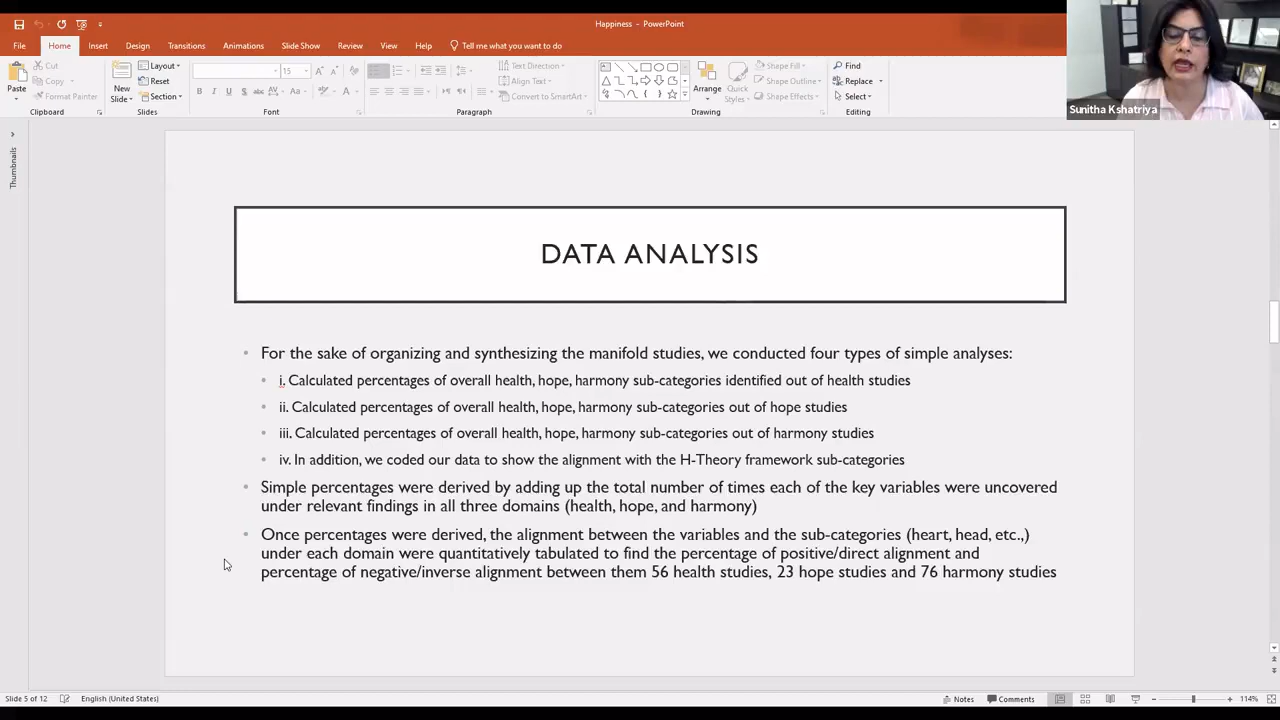 Happiness - PowerPoint
File Home Insert Design Transitions Animations Slide Show Review View Help Tell me what you want to do
Paste
Cut
Copy
Format Painter
Clipboard
New
Slide
Layout
Reset
Section
Slides
15
Font
Text Direction
Align Text
Convert to SmartArt
Paragraph
Arrange
Quick
Styles
Shape Fill
Shape Outline
Shape Effects
Drawing
Find
Replace
Select
Editing
Sunitha Kshatriya
Thumbnails
DATA ANALYSIS
• For the sake of organizing and synthesizing the manifold studies, we conducted four types of simple analyses:
• i. Calculated percentages of overall health, hope, harmony sub-categories identified out of health studies
• ii. Calculated percentages of overall health, hope, harmony sub-categories out of hope studies
• iii. Calculated percentages of overall health, hope, harmony sub-categories out of harmony studies
• iv. In addition, we coded our data to show the alignment with the H-Theory framework sub-categories
• Simple percentages were derived by adding up the total number of times each of the key variables were uncovered
under relevant findings in all three domains (health, hope, and harmony)
• Once percentages were derived, the alignment between the variables and the sub-categories (heart, head, etc.,)
under each domain were quantitatively tabulated to find the percentage of positive/direct alignment and
percentage of negative/inverse alignment between them 56 health studies, 23 hope studies and 76 harmony studies
Slide 5 of 12 English (United States) Notes Comments 114%